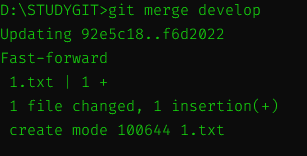 D:\STUDYGIT>git merge develop
Updating 92e5c18..f6d2022
Fast-forward
 1.txt | 1 +
 1 file changed, 1 insertion(+)
 create mode 100644 1.txt